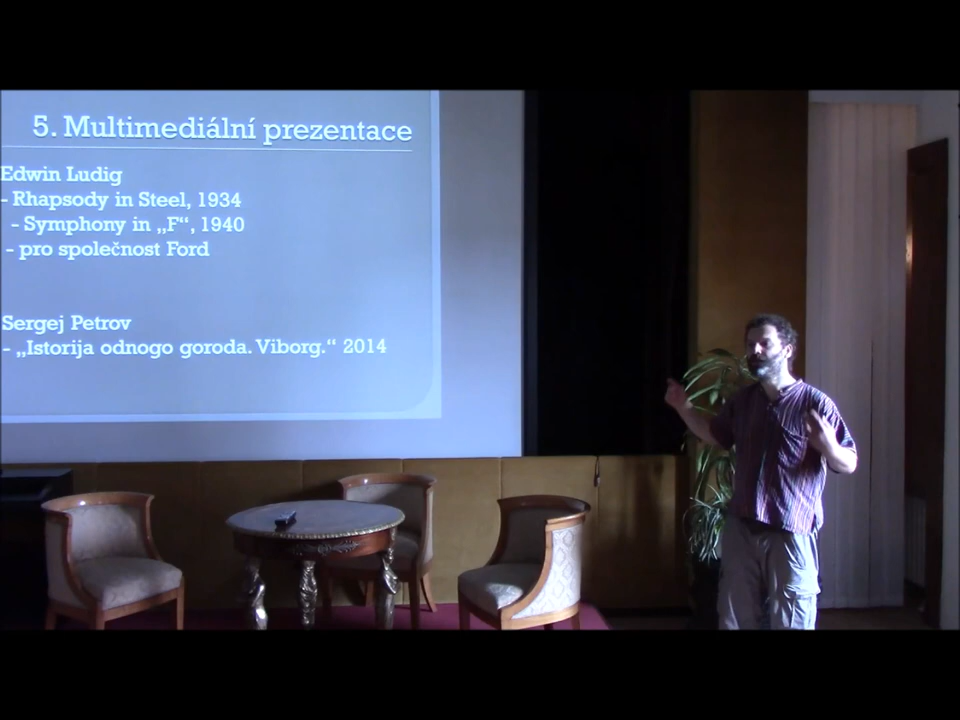 5. Multimediální prezentace
Edwin Ludig
- Rhapsody in Steel, 1934
- Symphony in „F“, 1940
- pro společnost Ford
Sergej Petrov
- „Istorija odnogo goroda. Viborg.“ 2014